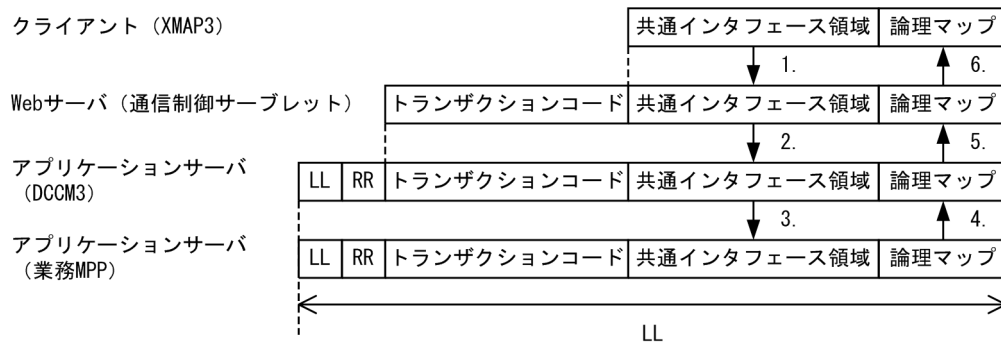 クライアント（XMAP3）
共通インタフェース領域 論理マップ
1. 6.
Webサーバ（通信制御サーブレット）
トランザクションコード 共通インタフェース領域 論理マップ
2. 5.
アプリケーションサーバ
（DCCM3）
LL RR トランザクションコード 共通インタフェース領域 論理マップ
3. 4.
アプリケーションサーバ
（業務MPP）
LL RR トランザクションコード 共通インタフェース領域 論理マップ
LL